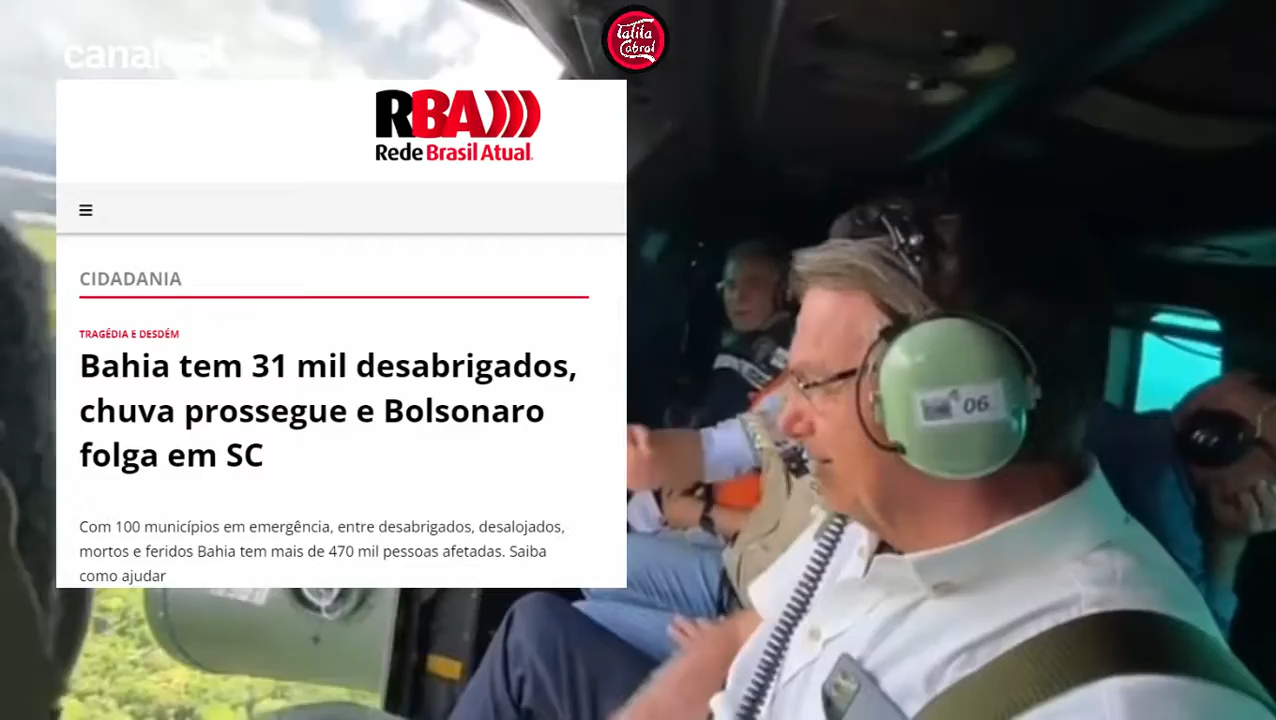 Talita
Cabral
canal
RBA
Rede Brasil Atual
CIDADANIA
TRAGÉDIA E DESDÉM
Bahia tem 31 mil desabrigados,
chuva prossegue e Bolsonaro
folga em SC
Com 100 municípios em emergência, entre desabrigados, desalojados,
mortos e feridos Bahia tem mais de 470 mil pessoas afetadas. Saiba
como ajudar
06